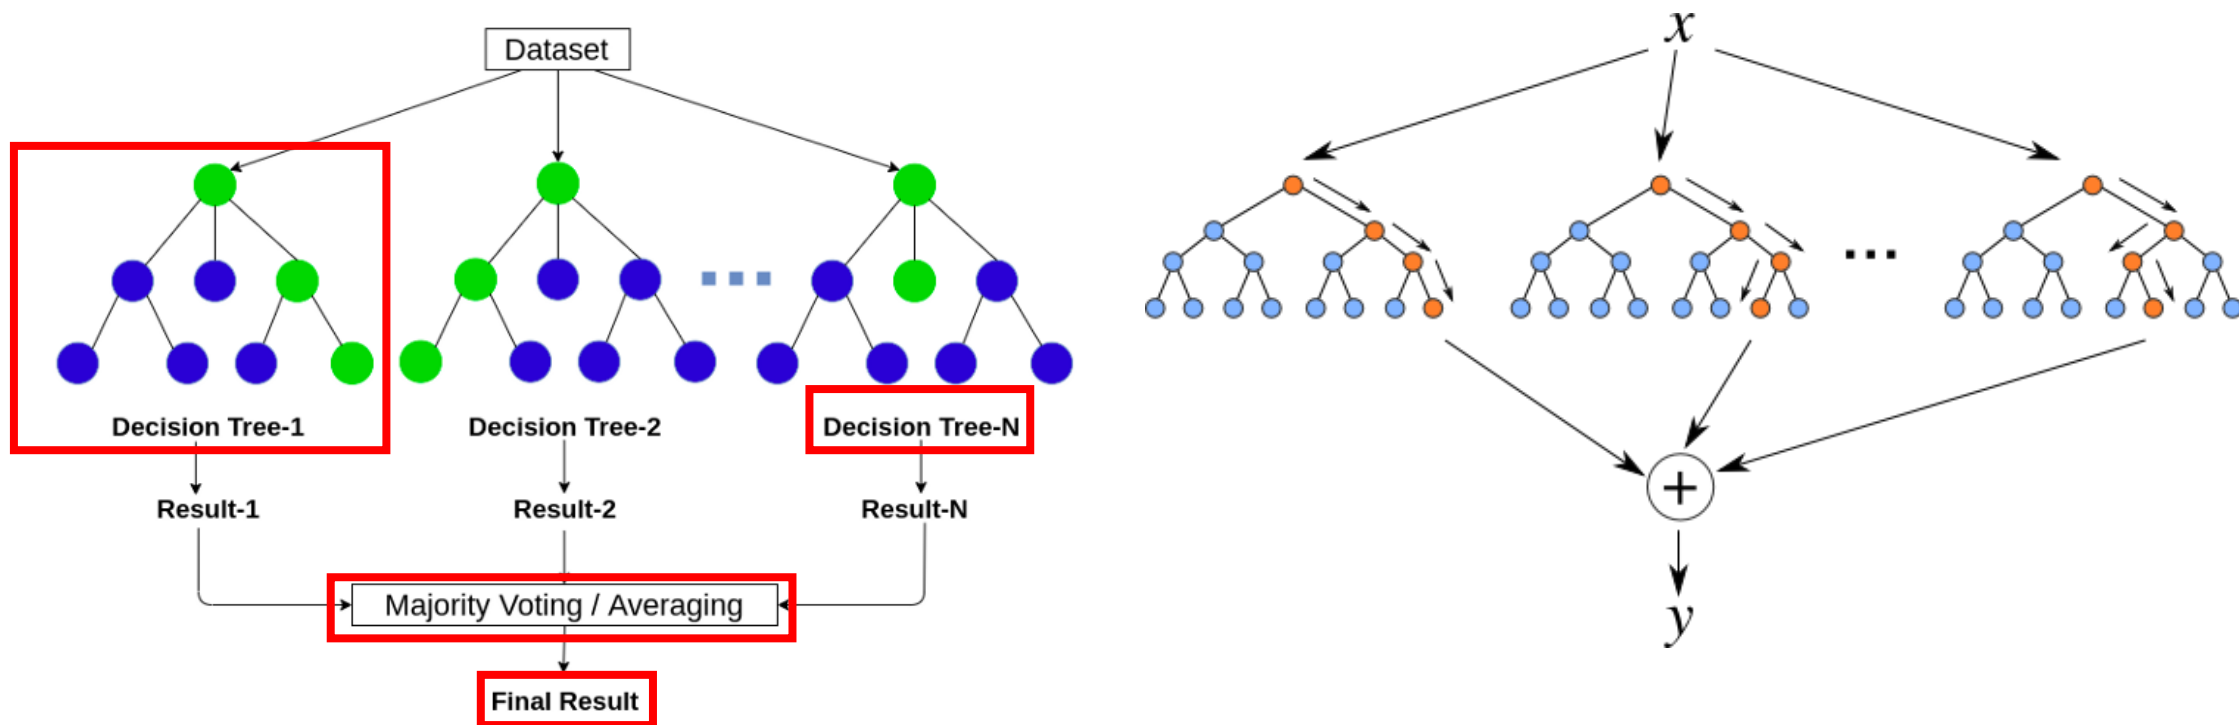 Dataset
Decision Tree-1
Decision Tree-2
Decision Tree-N
Result-1
Result-2
Result-N
Majority Voting / Averaging
Final Result
x
...
+
y